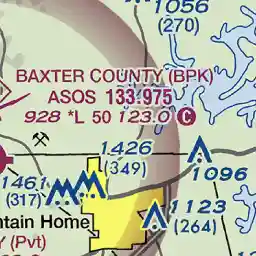 1056
(270)
BAXTER COUNTY (BPK)
ASOS 133.975
928 *L 50 123.0 C
1426
(349)
1096
1461
(317)
ntain Home
1123
(264)
Y (Pvt)